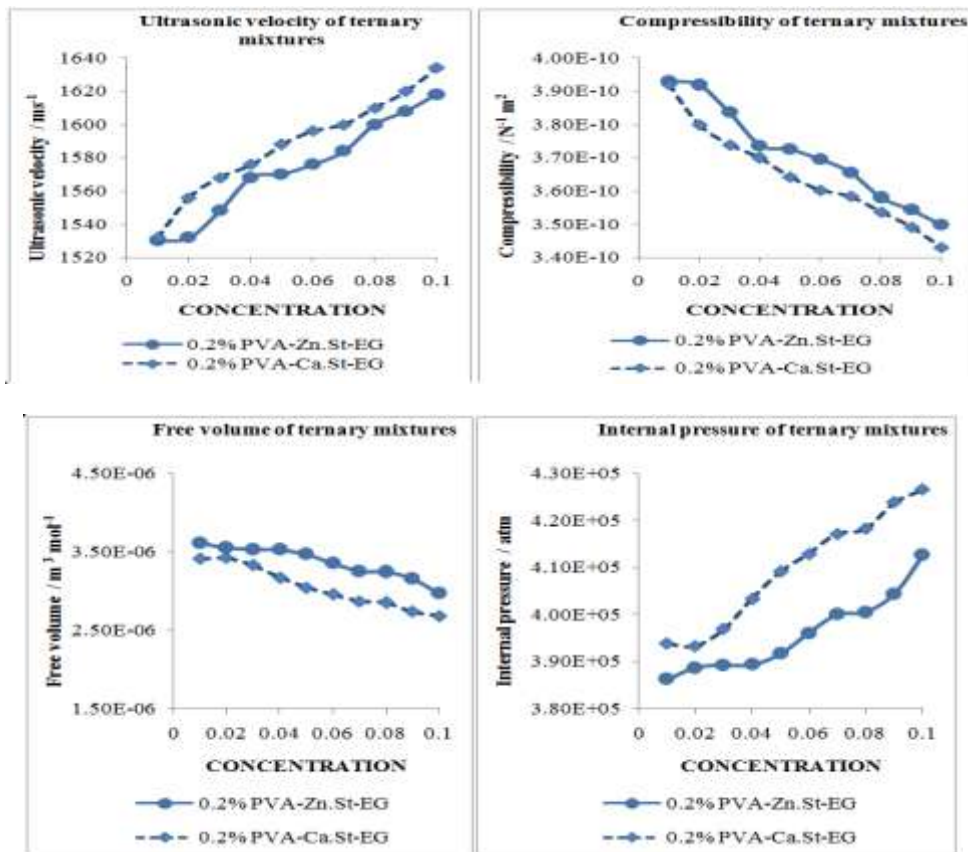 Ultrasonic velocity of ternary
mixtures
Ultrasonic velocity / ms-1
1640
1620
1600
1580
1560
1540
1520
0 0.02 0.04 0.06 0.08 0.1
CONCENTRATION
0.2% PVA-Zn.St-EG
0.2% PVA-Ca.St-EG
Compressibility of ternary mixtures
Compressibility / N-1 m2
4.00E-10
3.90E-10
3.80E-10
3.70E-10
3.60E-10
3.50E-10
3.40E-10
0 0.02 0.04 0.06 0.08 0.1
CONCENTRATION
0.2% PVA-Zn.St-EG
0.2% PVA-Ca.St-EG
Free volume of ternary mixtures
Free volume / m 3 mol-1
4.50E-06
3.50E-06
2.50E-06
1.50E-06
0 0.02 0.04 0.06 0.08 0.1
CONCENTRATION
0.2% PVA-Zn.St-EG
0.2% PVA-Ca.St-EG
Internal pressure of ternary mixtures
Internal pressure / atm
4.30E+05
4.20E+05
4.10E+05
4.00E+05
3.90E+05
3.80E+05
0 0.02 0.04 0.06 0.08 0.1
CONCENTRATION
0.2% PVA-Zn.St-EG
0.2% PVA-Ca.St-EG